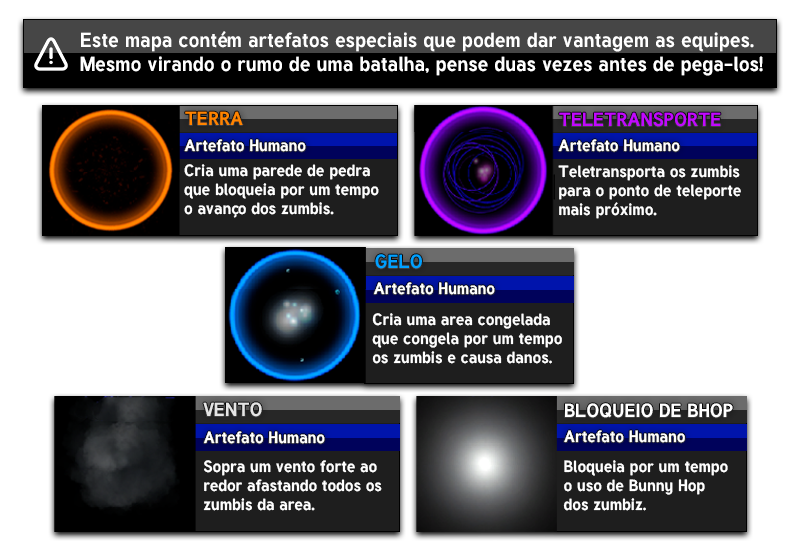 Este mapa contém artefatos especiais que podem dar vantagem as equipes.
Mesmo virando o rumo de uma batalha, pense duas vezes antes de pega-los!
TERRA
Artefato Humano
Cria uma parede de pedra
que bloqueia por um tempo
o avanço dos zumbis.
TELETRANSPORTE
Artefato Humano
Teletransporta os zumbis
para o ponto de teleporte
mais próximo.
GELO
Artefato Humano
Cria uma area congelada
que congela por um tempo
os zumbis e causa danos.
VENTO
Artefato Humano
Sopra um vento forte ao
redor afastando todos os
zumbis da area.
BLOQUEIO DE BHOP
Artefato Humano
Bloqueia por um tempo
o uso de Bunny Hop
dos zumbiz.